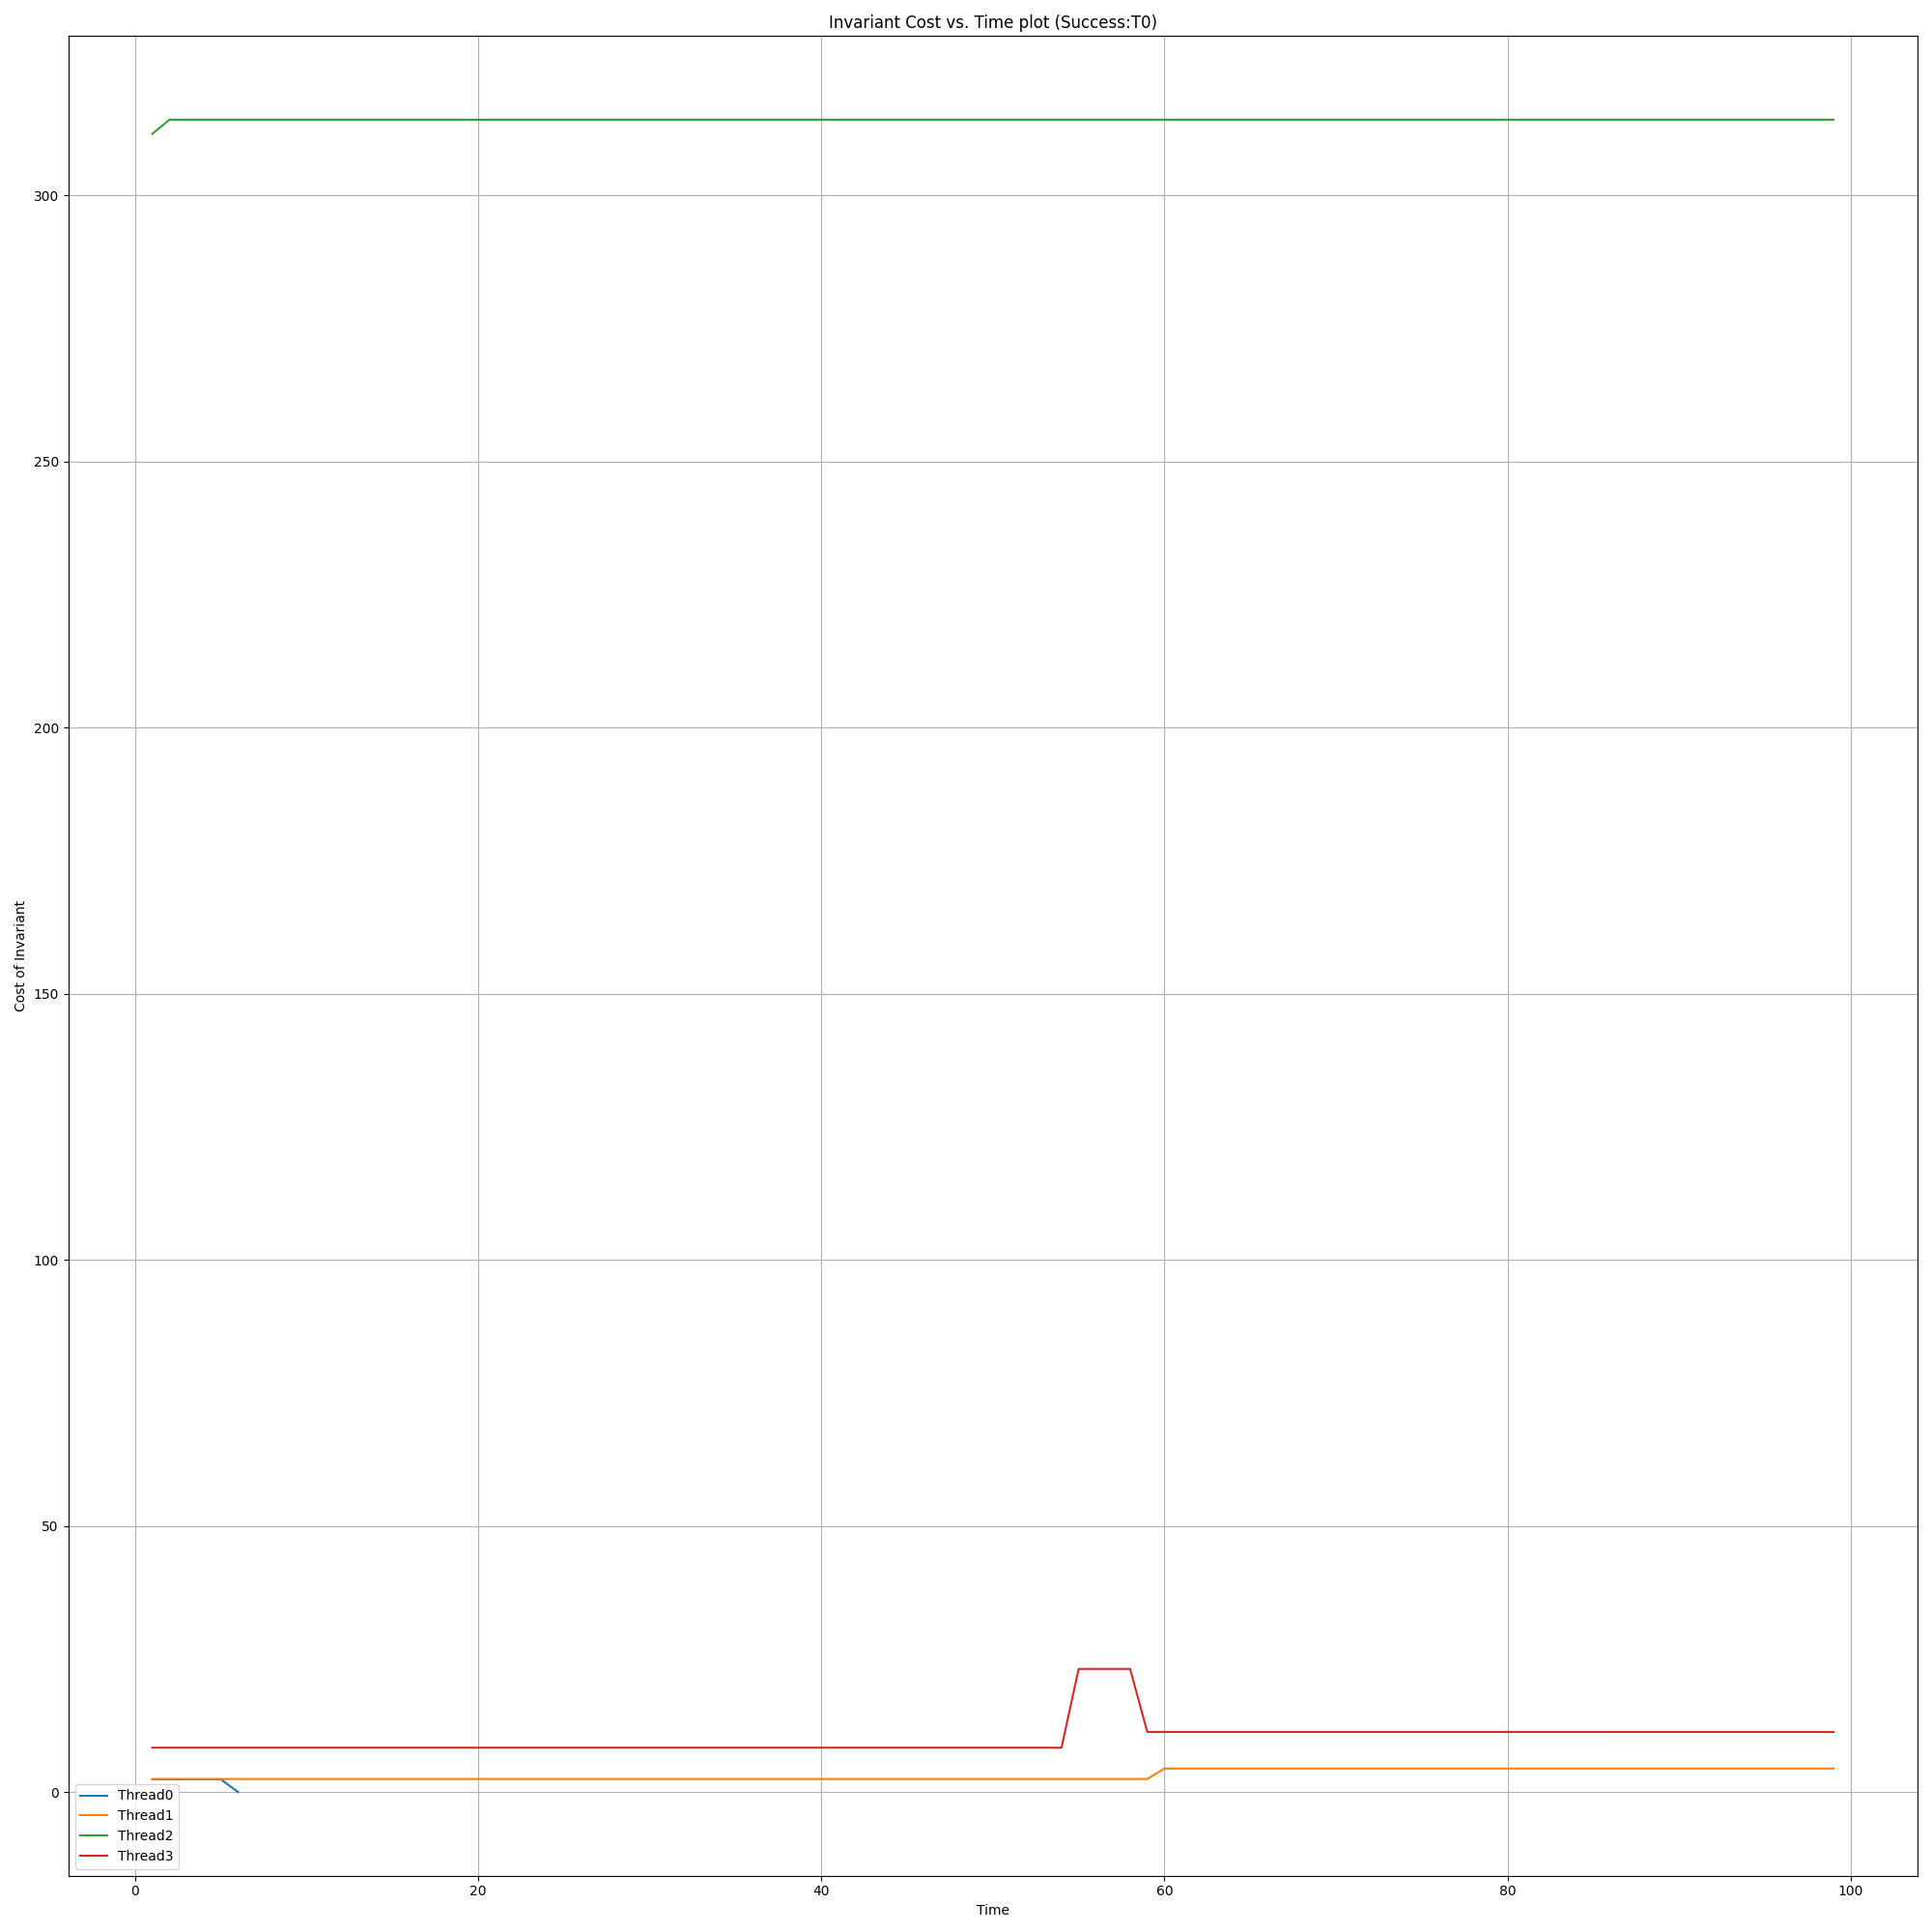 Invariant Cost vs. Time plot (Success:T0)
300
250
200
150
100
50
0
Cost of Invariant
Thread0
Thread1
Thread2
Thread3
0 20 40 60 80 100
Time